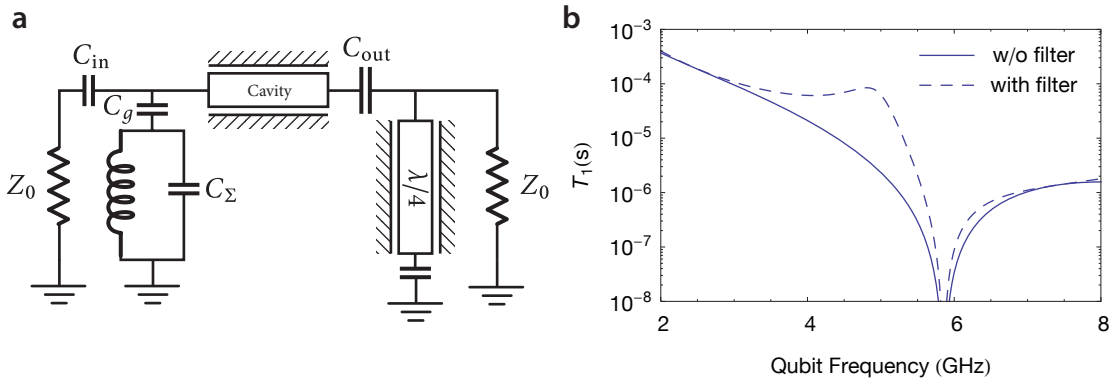 a
C_in
C_g
Cavity
C_out
Z_0
C_Σ
λ/4
Z_0
b
10^-3
10^-4
10^-5
10^-6
10^-7
10^-8
T_1(s)
w/o filter
with filter
2 4 6 8
Qubit Frequency (GHz)